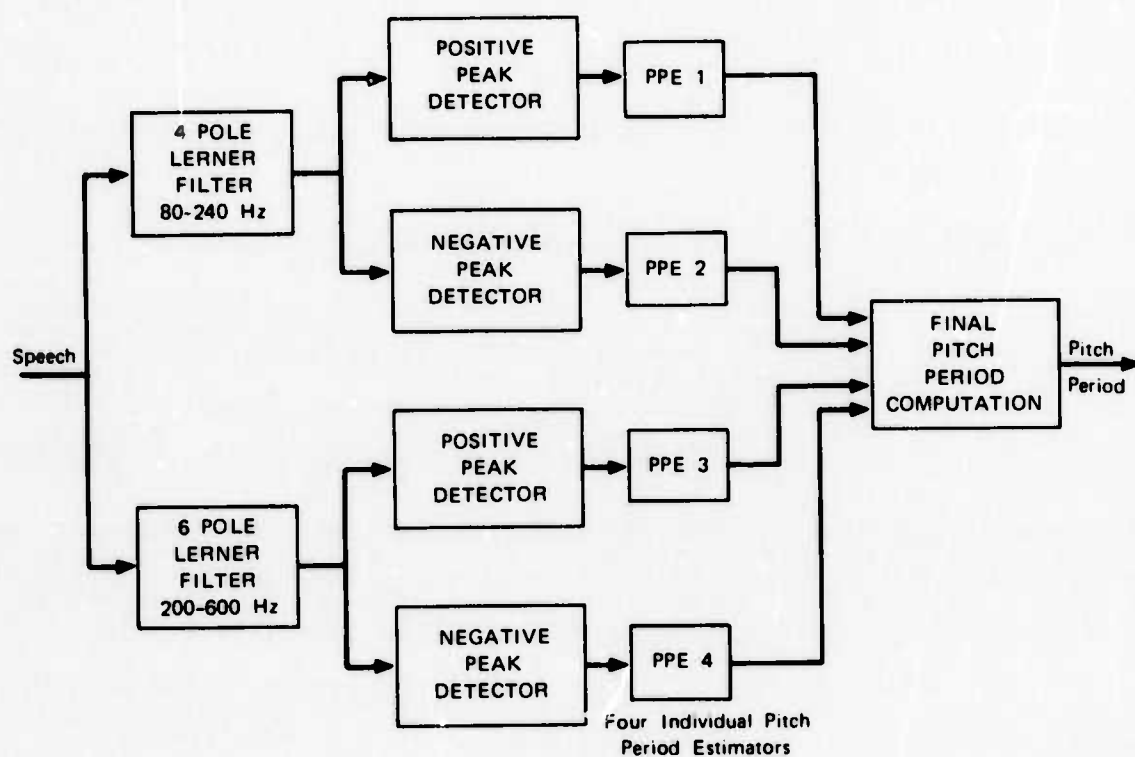 POSITIVE
PEAK
DETECTOR
PPE 1
4 POLE
LERNER
FILTER
80-240 Hz
NEGATIVE
PEAK
DETECTOR
PPE 2
Speech
FINAL
PITCH
PERIOD
COMPUTATION
Pitch
Period
POSITIVE
PEAK
DETECTOR
PPE 3
6 POLE
LERNER
FILTER
200-600 Hz
NEGATIVE
PEAK
DETECTOR
PPE 4
Four Individual Pitch
Period Estimators